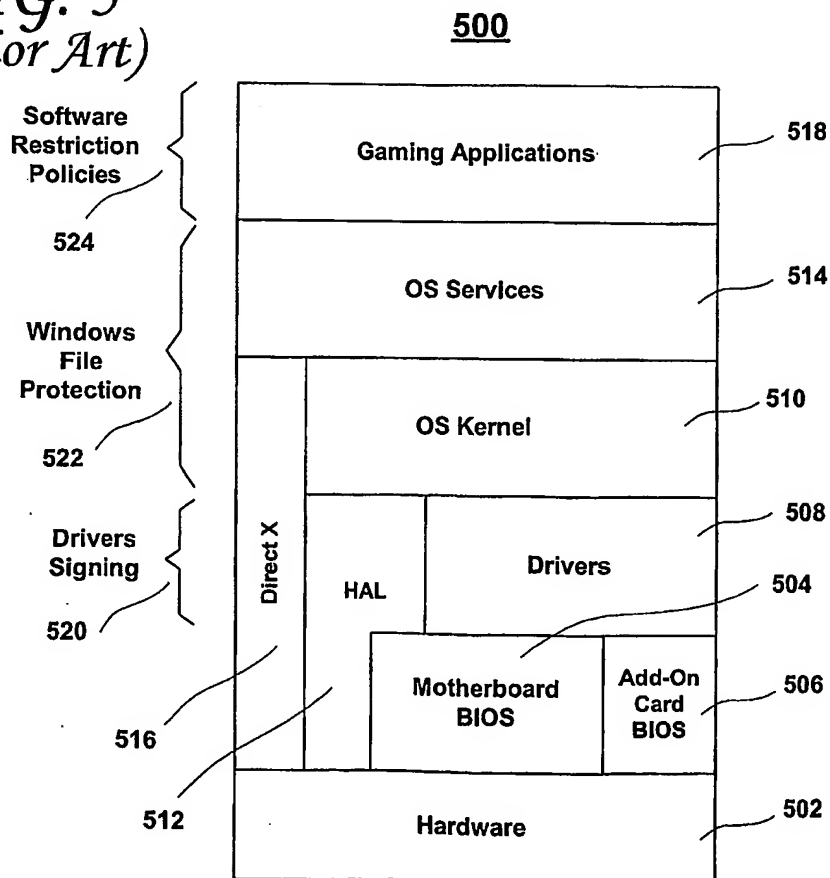 G. 5
or Art)
500
Software
Restriction
Policies
524
Gaming Applications
518
OS Services
514
Windows
File
Protection
522
OS Kernel
510
Drivers
Signing
520
Direct X
516
HAL
512
Drivers
508
504
Motherboard
BIOS
Add-On
Card
BIOS
506
Hardware
502